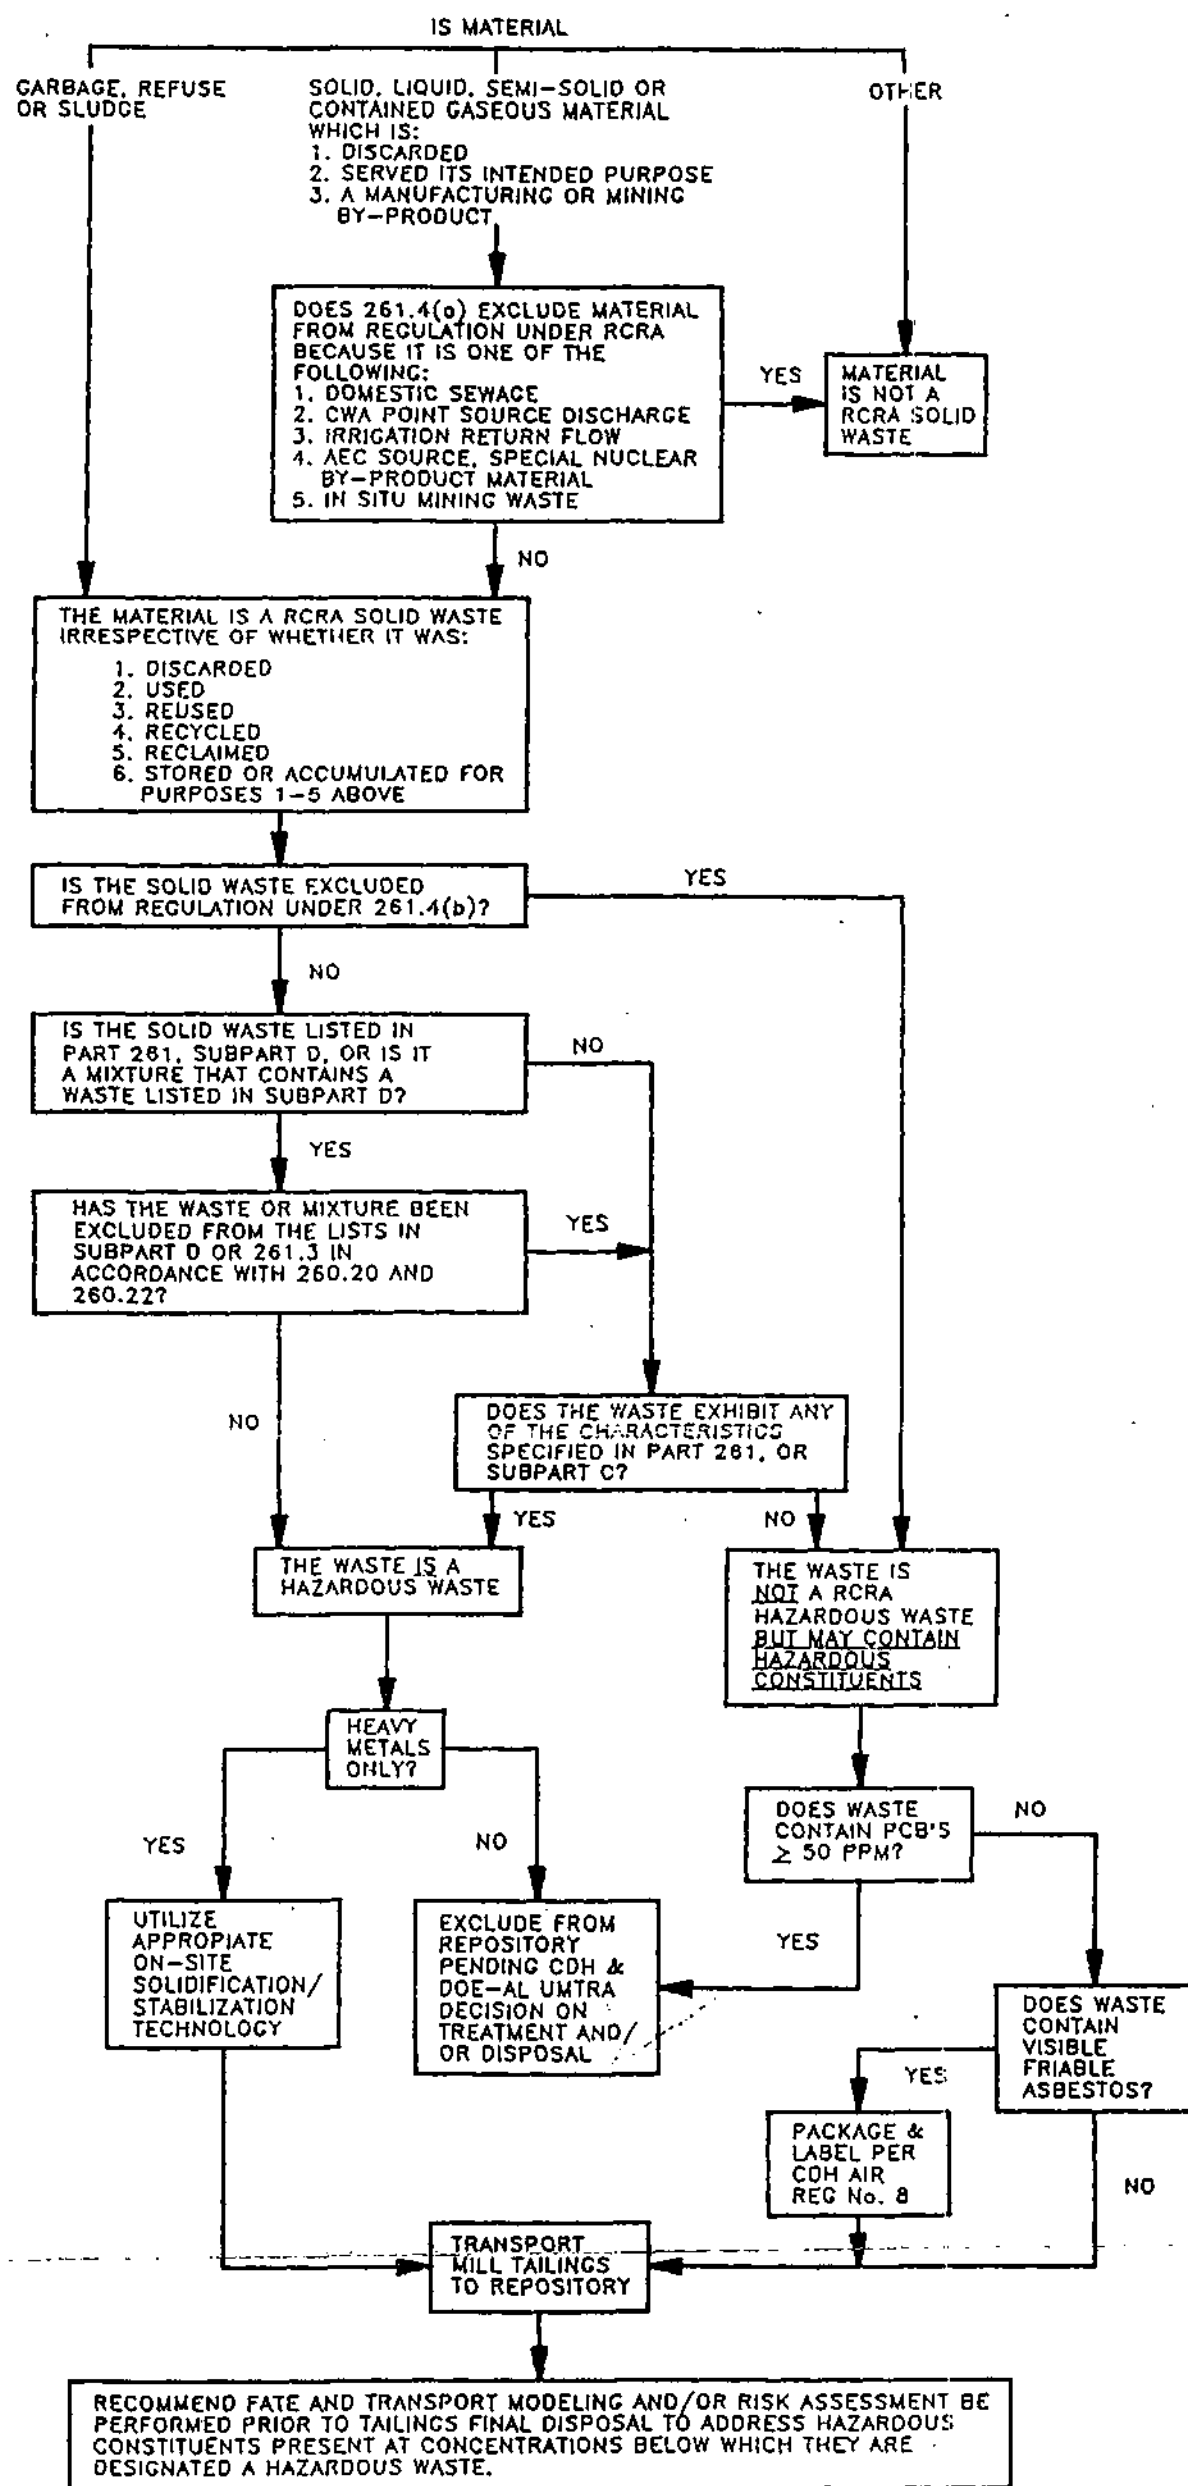 IS MATERIAL
GARBAGE, REFUSE
OR SLUDGE
SOLID, LIQUID, SEMI-SOLID OR
CONTAINED GASEOUS MATERIAL
WHICH IS:
1. DISCARDED
2. SERVED ITS INTENDED PURPOSE
3. A MANUFACTURING OR MINING
BY-PRODUCT
OTHER
DOES 261.4(a) EXCLUDE MATERIAL
FROM REGULATION UNDER RCRA
BECAUSE IT IS ONE OF THE
FOLLOWING:
1. DOMESTIC SEWAGE
2. CWA POINT SOURCE DISCHARGE
3. IRRIGATION RETURN FLOW
4. AEC SOURCE, SPECIAL NUCLEAR
BY-PRODUCT MATERIAL
5. IN SITU MINING WASTE
YES
MATERIAL
IS NOT A
RCRA SOLID
WASTE
NO
THE MATERIAL IS A RCRA SOLID WASTE
IRRESPECTIVE OF WHETHER IT WAS:
1. DISCARDED
2. USED
3. REUSED
4. RECYCLED
5. RECLAIMED
6. STORED OR ACCUMULATED FOR
PURPOSES 1-5 ABOVE
IS THE SOLID WASTE EXCLUDED
FROM REGULATION UNDER 261.4(b)?
YES
NO
IS THE SOLID WASTE LISTED IN
PART 261, SUBPART D, OR IS IT
A MIXTURE THAT CONTAINS A
WASTE LISTED IN SUBPART D?
NO
YES
HAS THE WASTE OR MIXTURE BEEN
EXCLUDED FROM THE LISTS IN
SUBPART D OR 261.3 IN
ACCORDANCE WITH 260.20 AND
260.22?
YES
NO
DOES THE WASTE EXHIBIT ANY
OF THE CHARACTERISTICS
SPECIFIED IN PART 261, OR
SUBPART C?
YES
NO
THE WASTE IS A
HAZARDOUS WASTE
THE WASTE IS
NOT A RCRA
HAZARDOUS WASTE
BUT MAY CONTAIN
HAZARDOUS
CONSTITUENTS
HEAVY
METALS
ONLY?
YES
NO
DOES WASTE
CONTAIN PCB'S
≥ 50 PPM?
NO
YES
UTILIZE
APPROPIATE
ON-SITE
SOLIDIFICATION/
STABILIZATION
TECHNOLOGY
EXCLUDE FROM
REPOSITORY
PENDING CDH &
DOE-AL UMTRA
DECISION ON
TREATMENT AND/
OR DISPOSAL
DOES WASTE
CONTAIN
VISIBLE
FRIABLE
ASBESTOS?
YES
NO
PACKAGE &
LABEL PER
CDH AIR
REG No. 8
TRANSPORT
MILL TAILINGS
TO REPOSITORY
RECOMMEND FATE AND TRANSPORT MODELING AND/OR RISK ASSESSMENT BE
PERFORMED PRIOR TO TAILINGS FINAL DISPOSAL TO ADDRESS HAZARDOUS
CONSTITUENTS PRESENT AT CONCENTRATIONS BELOW WHICH THEY ARE
DESIGNATED A HAZARDOUS WASTE.